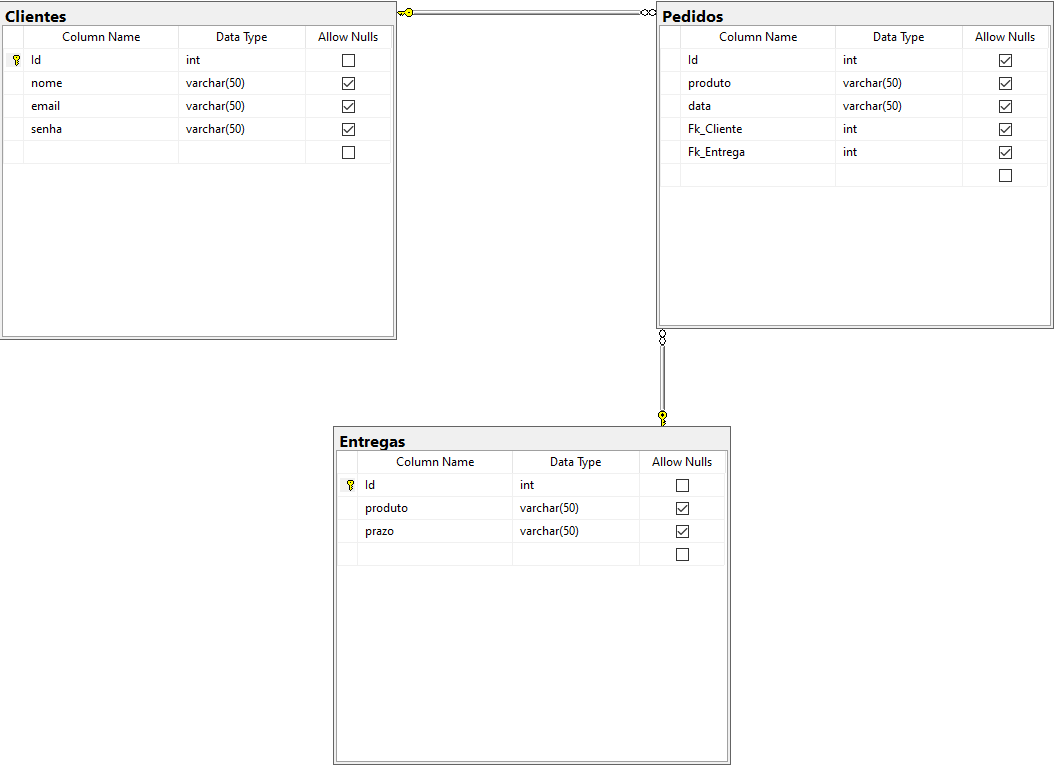 Clientes
Column Name Data Type Allow Nulls
Id int
nome varchar(50)
email varchar(50)
senha varchar(50)
Pedidos
Column Name Data Type Allow Nulls
Id int
produto varchar(50)
data varchar(50)
Fk_Cliente int
Fk_Entrega int
Entregas
Column Name Data Type Allow Nulls
Id int
produto varchar(50)
prazo varchar(50)